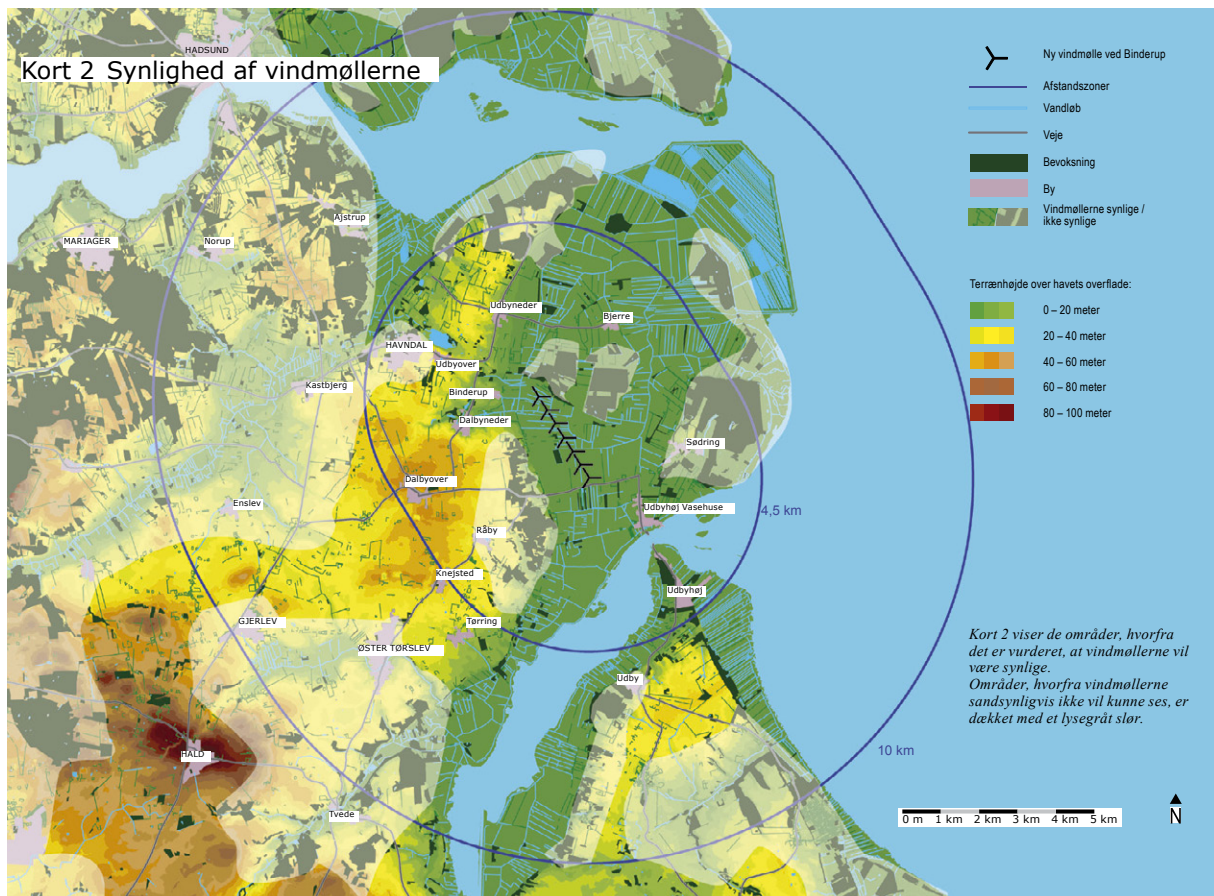 HADSUND
Kort 2 Synlighed af vindmøllerne
Ny vindmølle ved Binderup
Afstandszoner
Vandløb
Veje
Bevoksning
By
Vindmøllerne synlige /
ikke synlige
Terrænhøjde over havets overflade:
0 – 20 meter
20 – 40 meter
40 – 60 meter
60 – 80 meter
80 – 100 meter
Ajstrup
MARIAGER
Norup
Udbyneder
Bjerre
HAVNDAL
Udbyover
Kastbjerg
Binderup
Dalbyneder
Sødring
Dalbyover
Enslev
Udbyhøj Vasehuse
4,5 km
Råby
Knejsted
Udbyhøj
GJERLEV
Tørring
ØSTER TØRSLEV
Udby
HALD
Tvede
10 km
Kort 2 viser de områder, hvorfra
det er vurderet, at vindmøllerne vil
være synlige.
Områder, hvorfra vindmøllerne
sandsynligvis ikke vil kunne ses, er
dækket med et lysegråt slør.
0 m 1 km 2 km 3 km 4 km 5 km
N